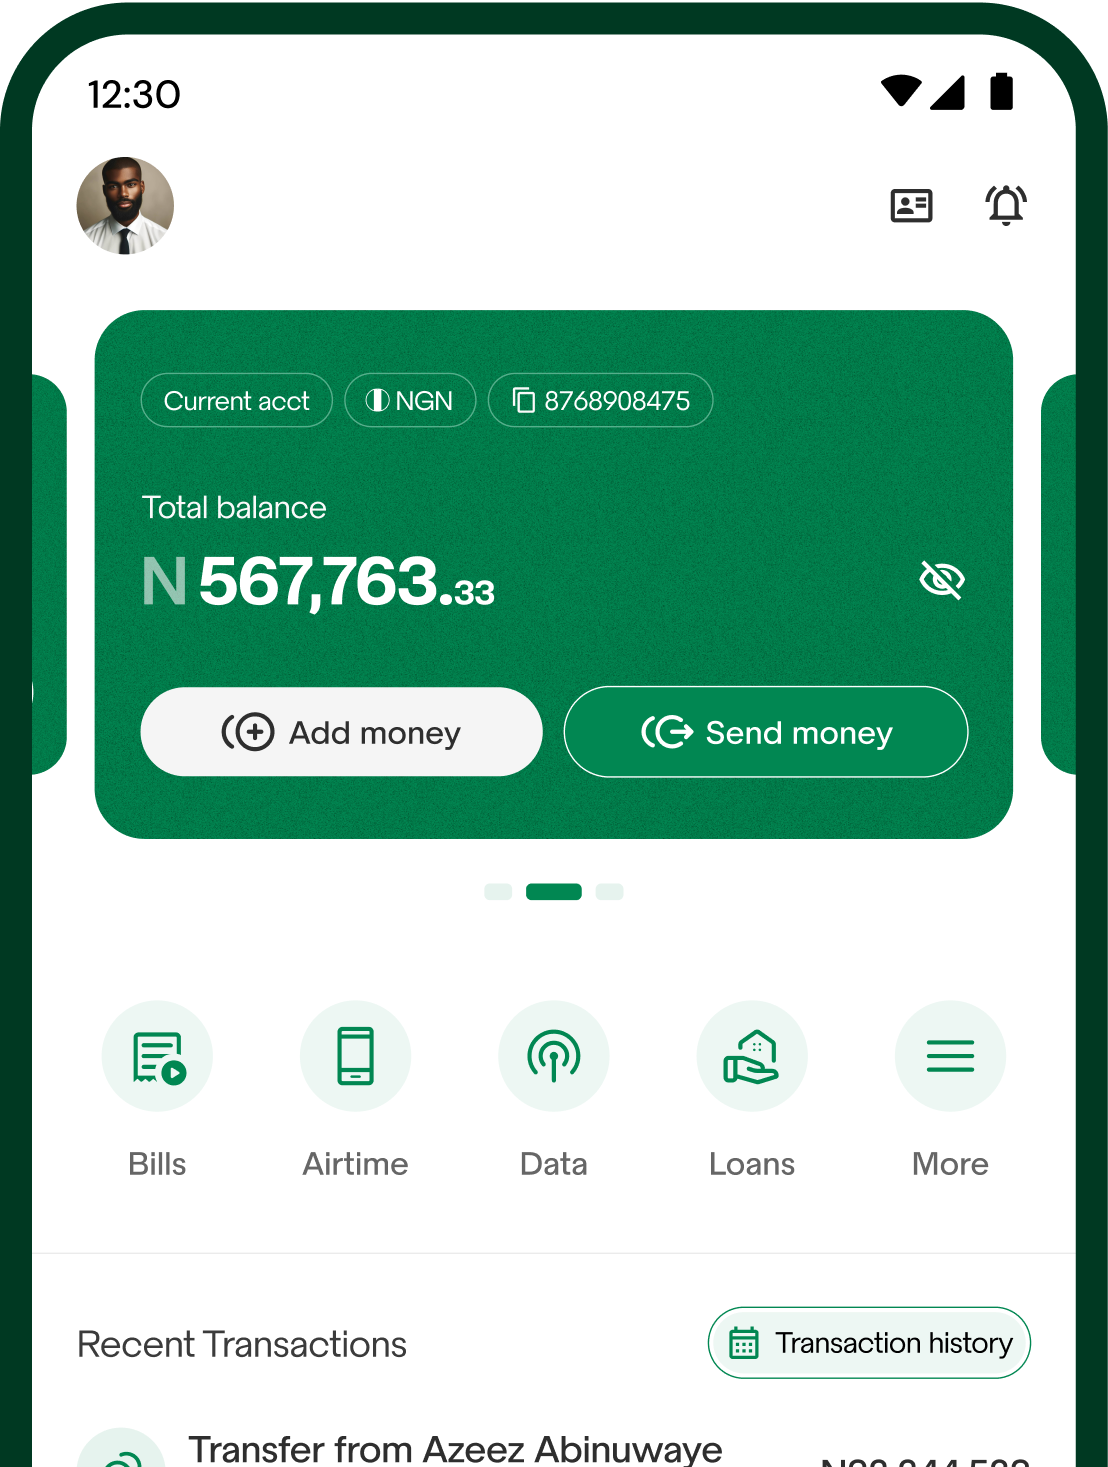 12:30
Current acct NGN 8768908475
Total balance
N 567,763.33
Add money Send money
Bills Airtime Data Loans More
Recent Transactions Transaction history
Transfer from Azeez Abinuwaye